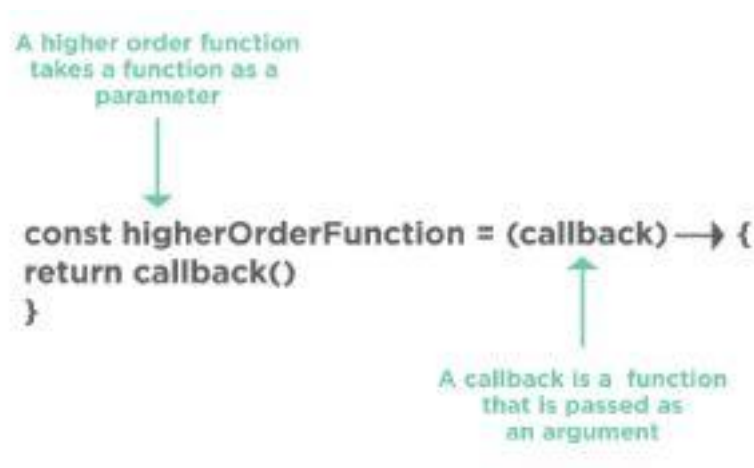 A higher order function
takes a function as a
parameter
const higherOrderFunction = (callback) → {
return callback()
}
A callback is a function
that is passed as
an argument